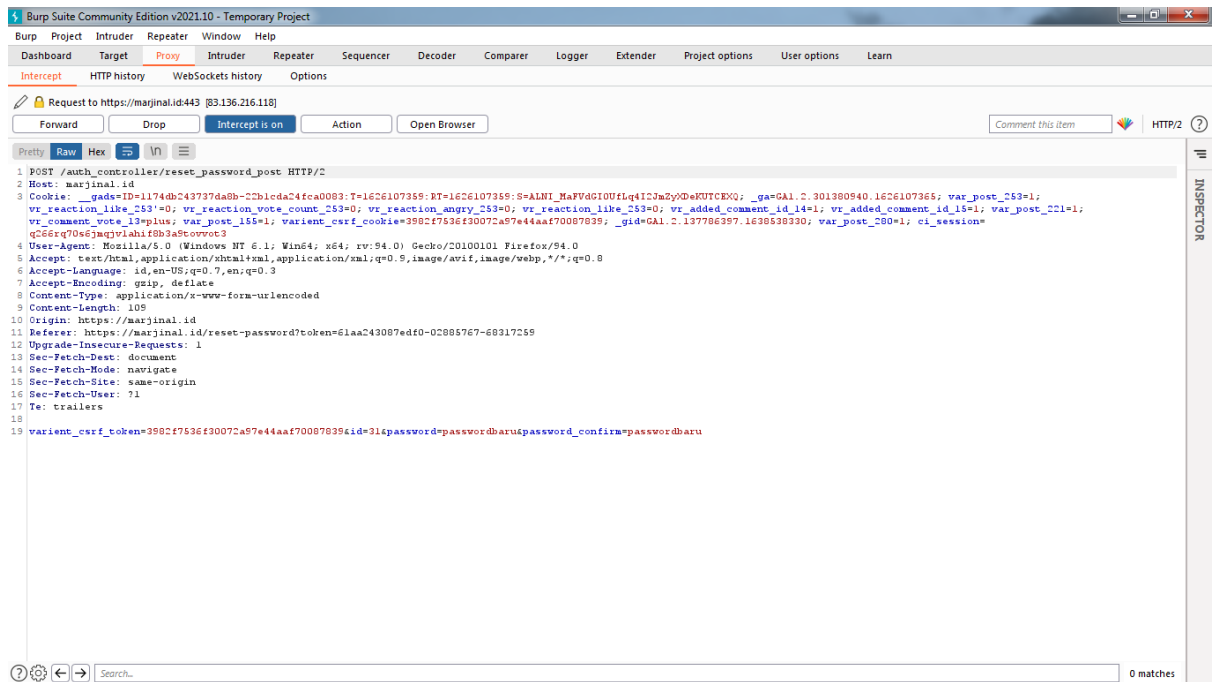 Burp Suite Community Edition v2021.10 - Temporary Project
Burp Project Intruder Repeater Window Help
Dashboard Target Proxy Intruder Repeater Sequencer Decoder Comparer Logger Extender Project options User options Learn
Intercept HTTP history WebSockets history Options
Request to https://marjinal.id:443 [83.136.216.118]
Forward Drop Intercept is on Action Open Browser Comment this item HTTP/2 ?
Pretty Raw Hex \n
INSPECTOR
1 POST /auth_controller/reset_password_post HTTP/2
2 Host: marjinal.id
3 Cookie: __gads=ID=1174db243737da8b-22b1cda24fca0083:T=1626107359:RT=1626107359:S=ALNI_MaFVdGIOUfLq4I2JmZyXDeKUTCEXQ; _ga=GA1.2.301380940.1626107365; var_post_253=1;
vr_reaction_like_253'=0; vr_reaction_vote_count_253=0; vr_reaction_angry_253=0; vr_reaction_like_253=0; vr_added_comment_id_14=1; vr_added_comment_id_15=1; var_post_221=1;
vr_comment_vote_13=plus; var_post_155=1; varient_csrf_cookie=3982f7536f30072a97e44aaf70087839; _gid=GA1.2.137786397.1638538330; var_post_280=1; ci_session=
q266rq70s6jmqjvlahif8b3a9tovvot3
4 User-Agent: Mozilla/5.0 (Windows NT 6.1; Win64; x64; rv:94.0) Gecko/20100101 Firefox/94.0
5 Accept: text/html,application/xhtml+xml,application/xml;q=0.9,image/avif,image/webp,*/*;q=0.8
6 Accept-Language: id,en-US;q=0.7,en;q=0.3
7 Accept-Encoding: gzip, deflate
8 Content-Type: application/x-www-form-urlencoded
9 Content-Length: 109
10 Origin: https://marjinal.id
11 Referer: https://marjinal.id/reset-password?token=61aa243087edf0-02885767-68317259
12 Upgrade-Insecure-Requests: 1
13 Sec-Fetch-Dest: document
14 Sec-Fetch-Mode: navigate
15 Sec-Fetch-Site: same-origin
16 Sec-Fetch-User: ?1
17 Te: trailers
18
19 varient_csrf_token=3982f7536f30072a97e44aaf70087839&id=31&password=passwordbaru&password_confirm=passwordbaru
? Search... 0 matches